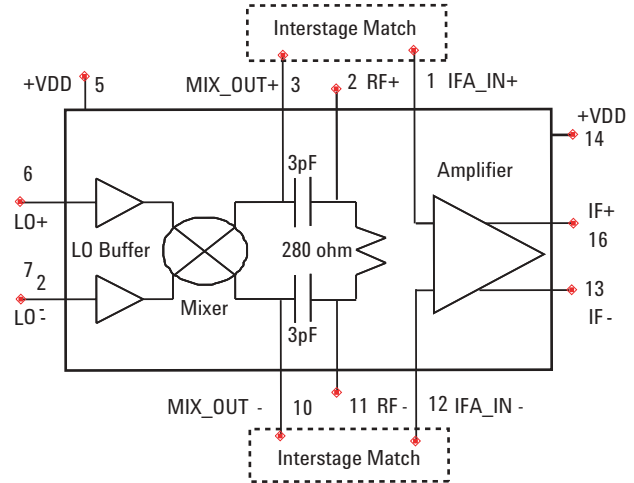 Interstage Match
+VDD 5
MIX_OUT+ 3
2 RF+
1 IFA_IN+
+VDD
14
6
LO+
3pF
Amplifier
LO Buffer
280 ohm
IF+
16
7
2
LO-
Mixer
3pF
13
IF -
MIX_OUT - 10
11 RF -
12 IFA_IN -
Interstage Match